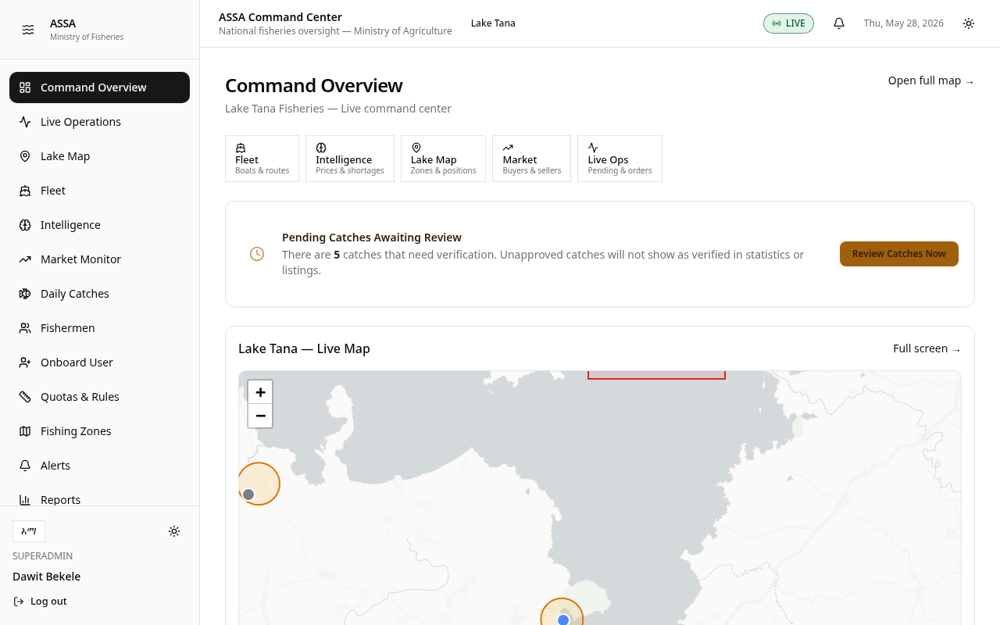 ASSA
Ministry of Fisheries
Command Overview
Live Operations
Lake Map
Fleet
Intelligence
Market Monitor
Daily Catches
Fishermen
Onboard User
Quotas & Rules
Fishing Zones
Alerts
Reports
አማ
SUPERADMIN
Dawit Bekele
Log out
ASSA Command Center
National fisheries oversight — Ministry of Agriculture
Lake Tana
LIVE
Thu, May 28, 2026
Command Overview
Lake Tana Fisheries — Live command center
Open full map →
Fleet
Boats & routes
Intelligence
Prices & shortages
Lake Map
Zones & positions
Market
Buyers & sellers
Live Ops
Pending & orders
Pending Catches Awaiting Review
There are 5 catches that need verification. Unapproved catches will not show as verified in statistics or
listings.
Review Catches Now
Lake Tana — Live Map
Full screen →
+
−